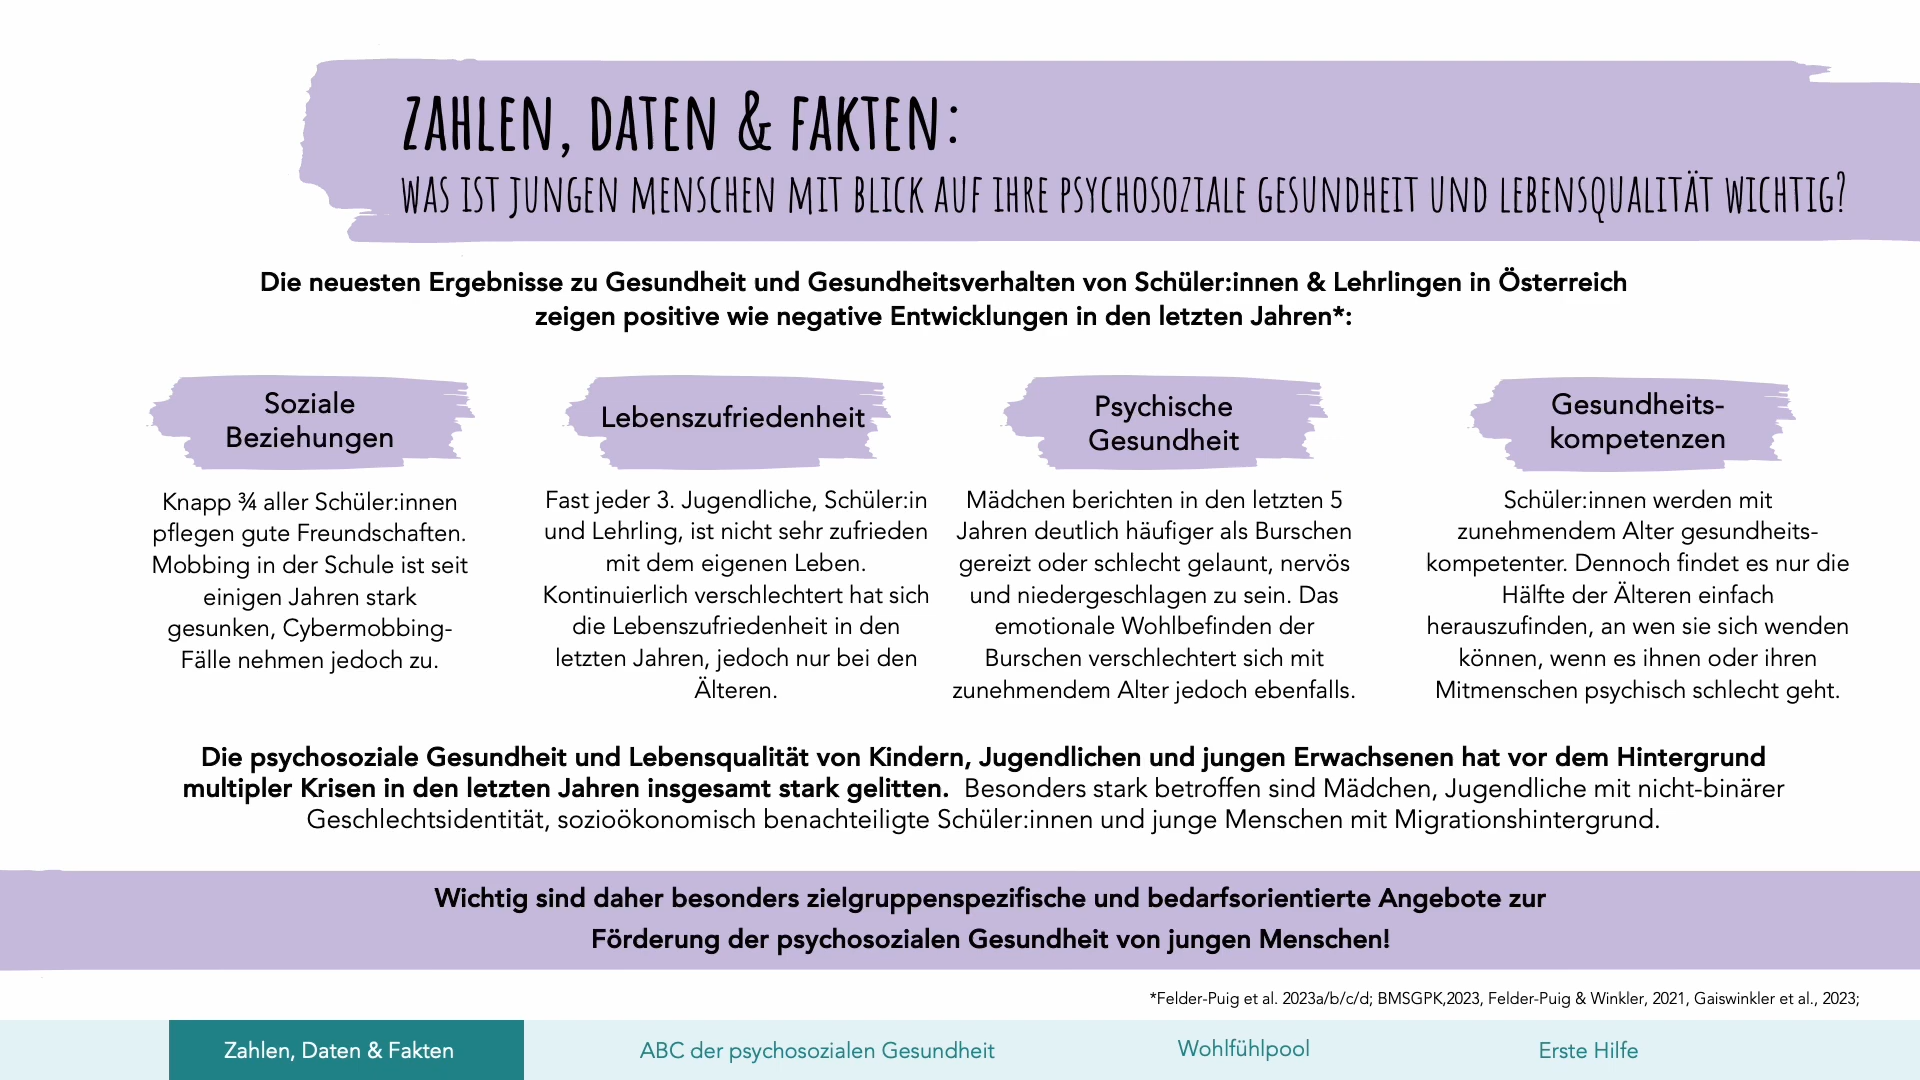 ZAHLEN, DATEN & FAKTEN:
WAS IST JUNGEN MENSCHEN MIT BLICK AUF IHRE PSYCHOSOZIALE GESUNDHEIT UND LEBENSQUALITÄT WICHTIG?
Die neuesten Ergebnisse zu Gesundheit und Gesundheitsverhalten von Schüler:innen & Lehrlingen in Österreich
zeigen positive wie negative Entwicklungen in den letzten Jahren*:
Soziale
Beziehungen
Knapp ¾ aller Schüler:innen
pflegen gute Freundschaften.
Mobbing in der Schule ist seit
einigen Jahren stark
gesunken, Cybermobbing-
Fälle nehmen jedoch zu.
Lebenszufriedenheit
Fast jeder 3. Jugendliche, Schüler:in
und Lehrling, ist nicht sehr zufrieden
mit dem eigenen Leben.
Kontinuierlich verschlechtert hat sich
die Lebenszufriedenheit in den
letzten Jahren, jedoch nur bei den
Älteren.
Psychische
Gesundheit
Mädchen berichten in den letzten 5
Jahren deutlich häufiger als Burschen
gereizt oder schlecht gelaunt, nervös
und niedergeschlagen zu sein. Das
emotionale Wohlbefinden der
Burschen verschlechtert sich mit
zunehmendem Alter jedoch ebenfalls.
Gesundheits-
kompetenzen
Schüler:innen werden mit
zunehmendem Alter gesundheits-
kompetenter. Dennoch findet es nur die
Hälfte der Älteren einfach
herauszufinden, an wen sie sich wenden
können, wenn es ihnen oder ihren
Mitmenschen psychisch schlecht geht.
Die psychosoziale Gesundheit und Lebensqualität von Kindern, Jugendlichen und jungen Erwachsenen hat vor dem Hintergrund
multipler Krisen in den letzten Jahren insgesamt stark gelitten. Besonders stark betroffen sind Mädchen, Jugendliche mit nicht-binärer
Geschlechtsidentität, sozioökonomisch benachteiligte Schüler:innen und junge Menschen mit Migrationshintergrund.
Wichtig sind daher besonders zielgruppenspezifische und bedarfsorientierte Angebote zur
Förderung der psychosozialen Gesundheit von jungen Menschen!
*Felder-Puig et al. 2023a/b/c/d; BMSGPK,2023, Felder-Puig & Winkler, 2021, Gaiswinkler et al., 2023;
Zahlen, Daten & Fakten
ABC der psychosozialen Gesundheit
Wohlfühlpool
Erste Hilfe